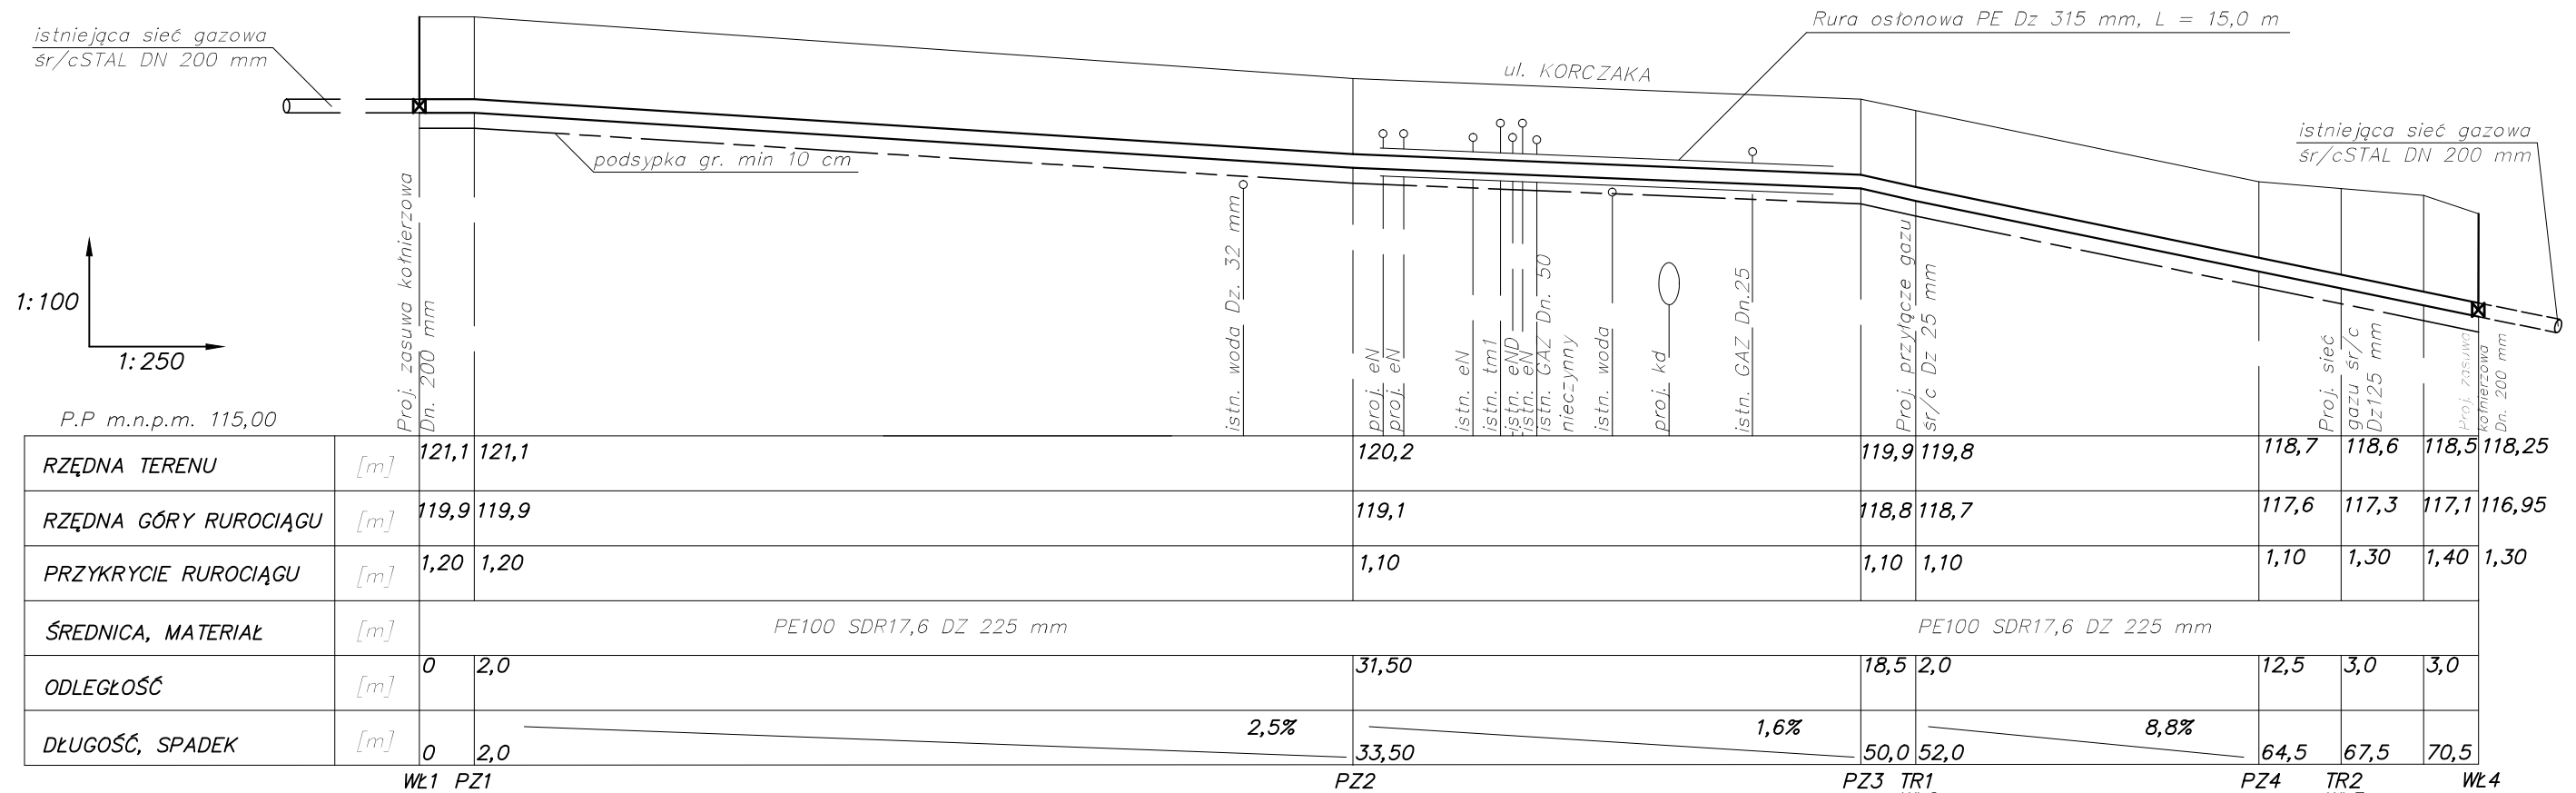 Rura osłonowa PE Dz 315 mm, L = 15,0 m
istniejąca sieć gazowa
śr/cSTAL DN 200 mm
ul. KORCZAKA
istniejąca sieć gazowa
śr/cSTAL DN 200 mm
podsypka gr. min 10 cm
1:100
1:250
Proj. zasuwa kołnierzowa
Dn. 200 mm
istn. woda Dz. 32 mm
proj. eN
proj. eN
istn. eN
istn. tm1
istn. eND
istn. eN
istn. GAZ Dn. 50
nieczynny
istn. woda
proj. kd
istn. GAZ Dn.25
Proj. przyłącze gazu
śr/c Dz 25 mm
Proj. sieć
gazu śr/c
Dz125 mm
Proj. zasuwa
kołnierzowa
Dn. 200 mm
P.P m.n.p.m. 115,00
RZĘDNA TERENU [m] 121,1 121,1 120,2 119,9 119,8 118,7 118,6 118,5 118,25
RZĘDNA GÓRY RUROCIĄGU [m] 119,9 119,9 119,1 118,8 118,7 117,6 117,3 117,1 116,95
PRZYKRYCIE RUROCIĄGU [m] 1,20 1,20 1,10 1,10 1,10 1,10 1,30 1,40 1,30
ŚREDNICA, MATERIAŁ [m] PE100 SDR17,6 DZ 225 mm PE100 SDR17,6 DZ 225 mm
ODLEGŁOŚĆ [m] 0 2,0 31,50 18,5 2,0 12,5 3,0 3,0
2,5% 1,6% 8,8%
DŁUGOŚĆ, SPADEK [m] 0 2,0 33,50 50,0 52,0 64,5 67,5 70,5
WŁ1 PZ1 PZ2 PZ3 TR1 PZ4 TR2 WŁ4